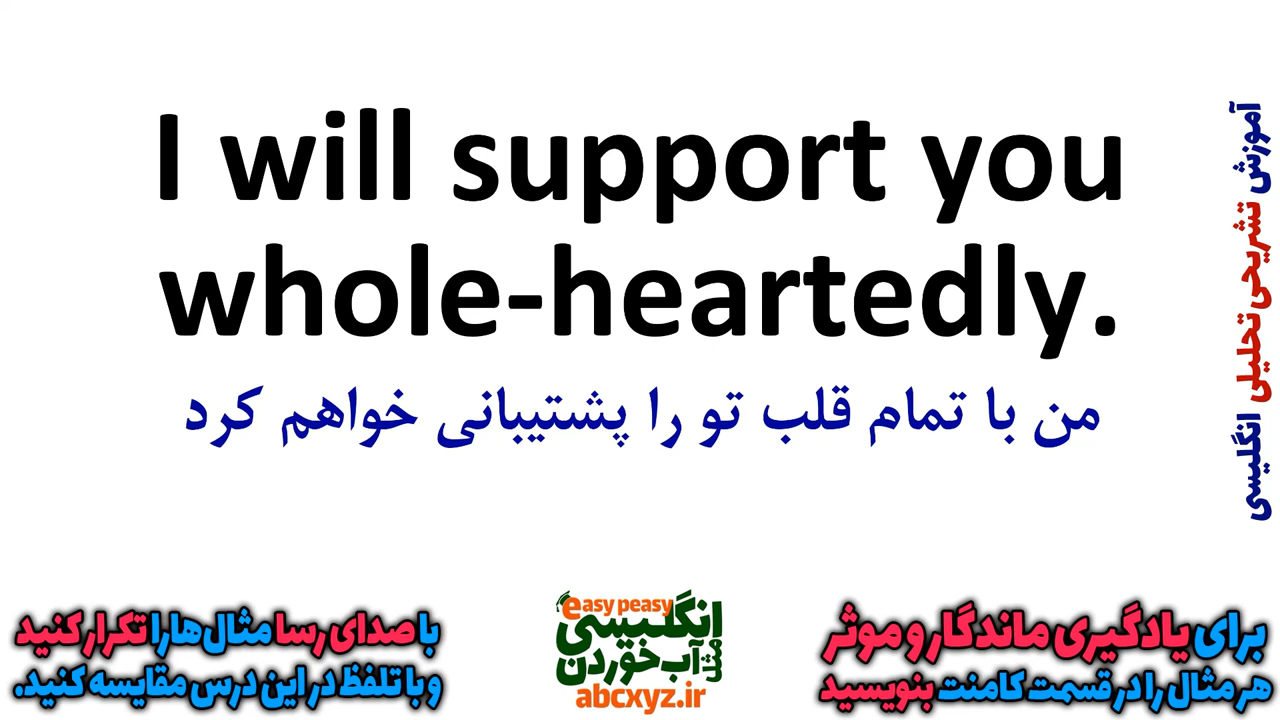 I will support you
whole-heartedly.
من با تمام قلب تو را پشتیبانی خواهم کرد
آموزش تشریحی تحلیلی انگلیسی
برای یادگیری ماندگار و موثر
هر مثال را در قسمت کامنت بنویسید
easy peasy
انگلیسی
مثل
آب خوردن
abcxyz.ir
با صدای رسا مثال‌ها را تکرار کنید
و با تلفظ در این درس مقایسه کنید.